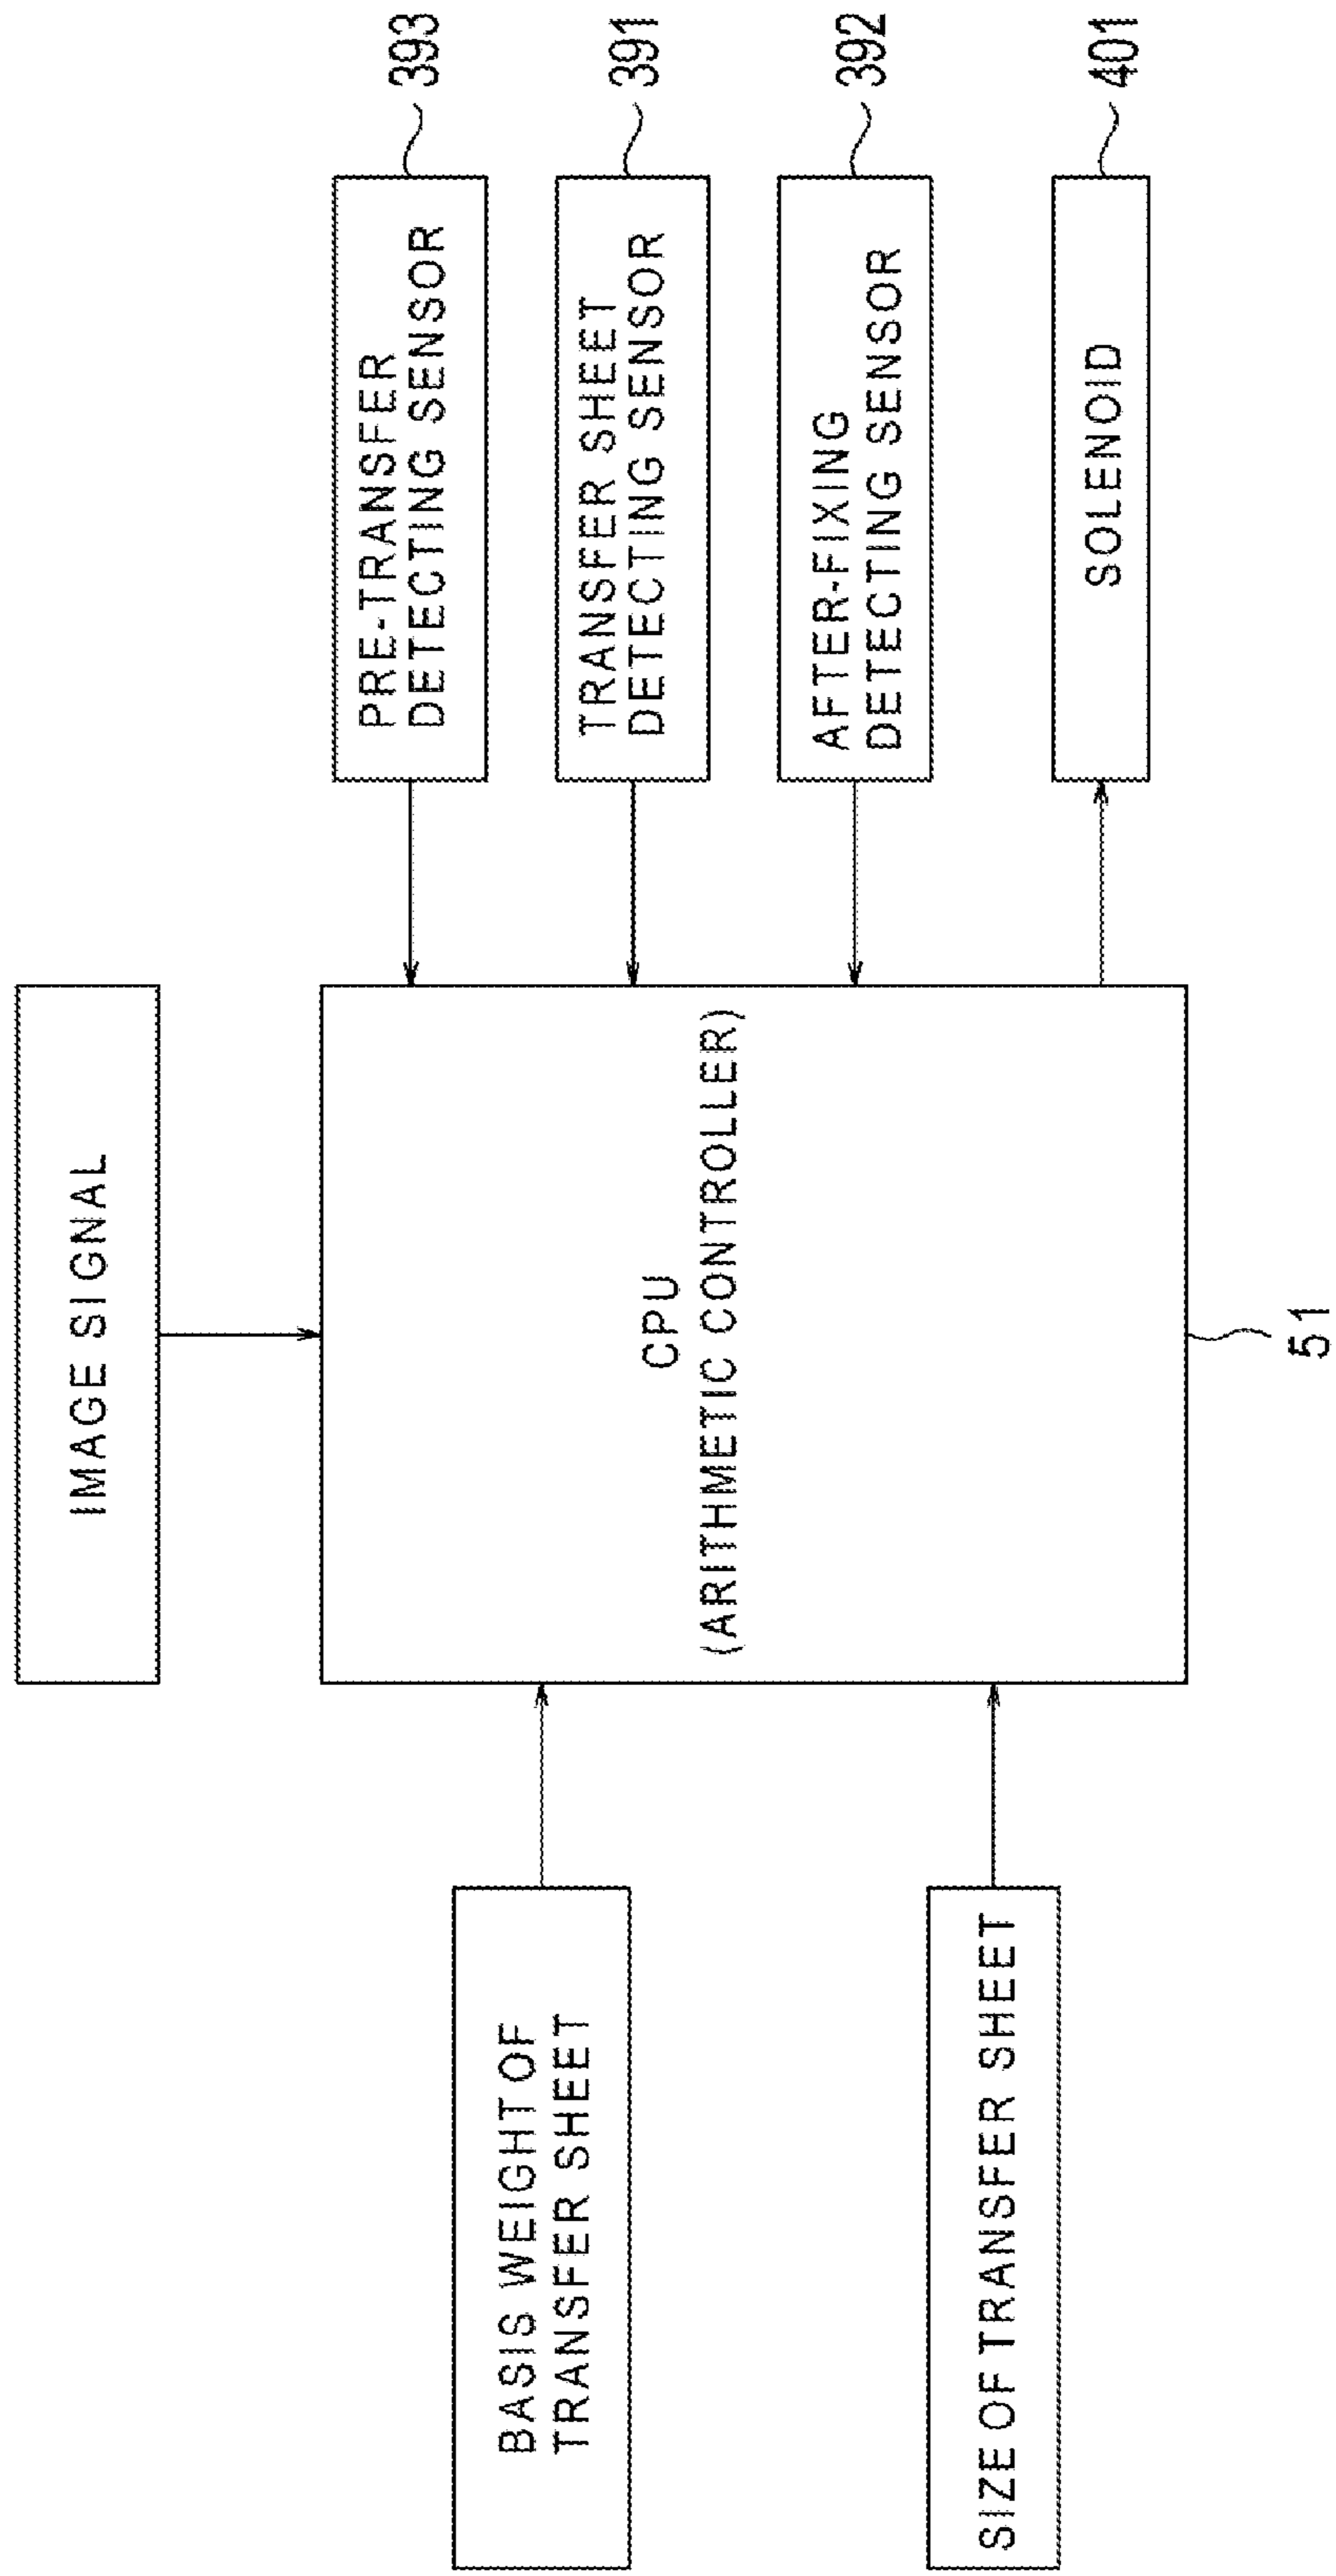 IMAGE SIGNAL
BASIS WEIGHT OF
TRANSFER SHEET
SIZE OF TRANSFER SHEET
CPU
(ARITHMETIC CONTROLLER)
51
PRE-TRANSFER
DETECTING SENSOR
393
TRANSFER SHEET
DETECTING SENSOR
391
AFTER-FIXING
DETECTING SENSOR
392
SOLENOID
401